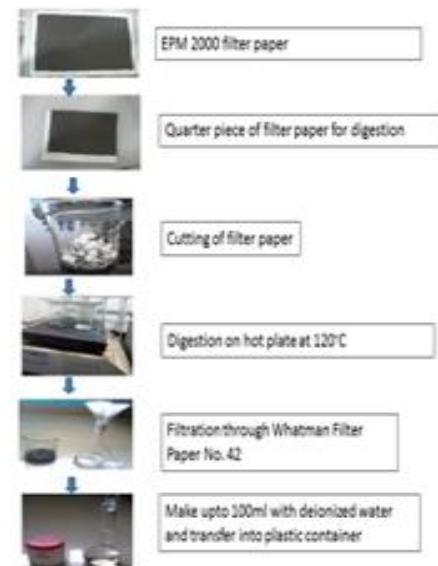 EPM 2000 filter paper
Quarter piece of filter paper for digestion
Cutting of filter paper
Digestion on hot plate at 120°C
Filtration through Whatman Filter
Paper No. 42
Make upto 100ml with deionized water
and transfer into plastic container